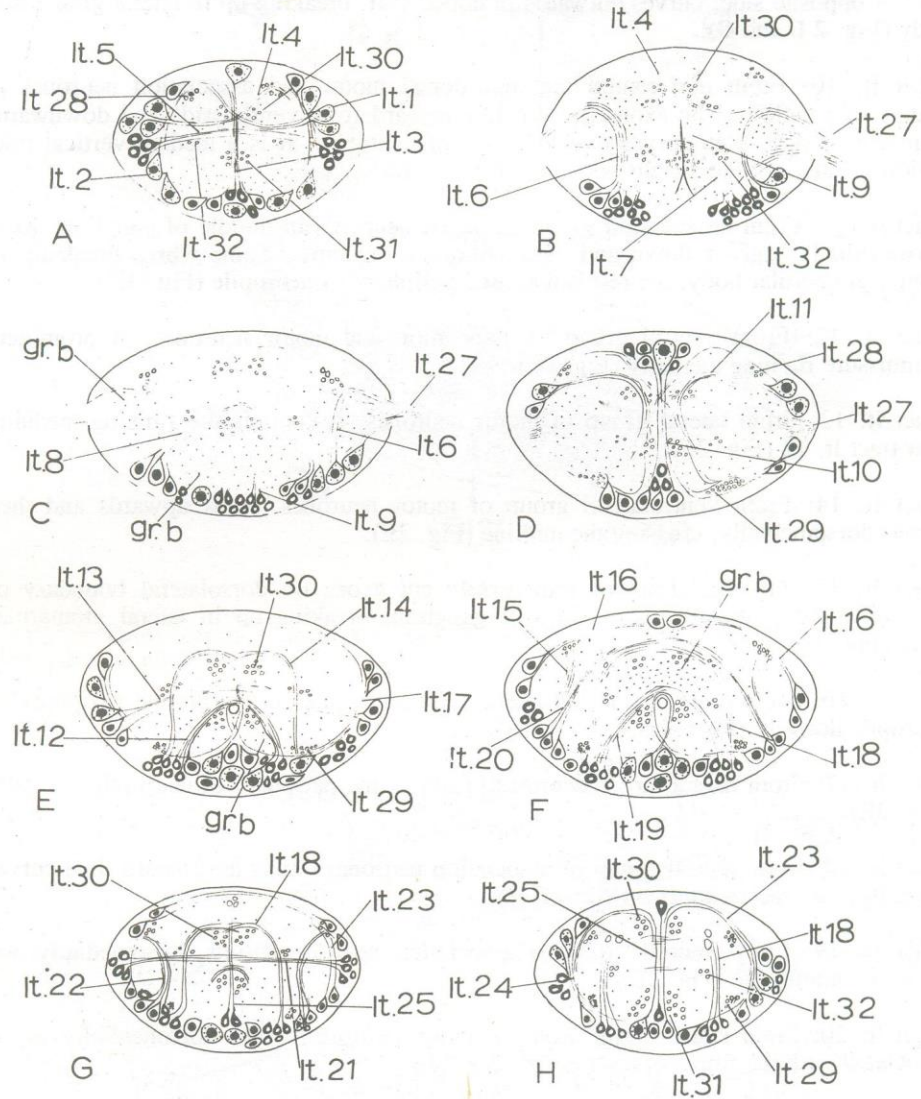 lt.5 lt.4 lt.30
lt 28 lt.1
lt.3
lt.2
A lt.32 lt.31
lt.4 lt.30
lt.27
lt.6 lt.9
B lt.7 lt.32
gr.b lt.27
lt.8 lt.6
C gr.b lt.9
lt.11
lt.28
lt.10
D lt.29
lt.13 lt.30 lt.14
lt.17
lt.12
E gr.b lt 29
lt.16 gr.b
lt.15 lt.16
lt.20 lt.18
F lt.19
lt.30 lt.18
lt.23
lt.22 lt.25
G lt.21
lt.25 lt.30 lt.23
lt.18
lt.24 lt.32
H lt.31 lt 29